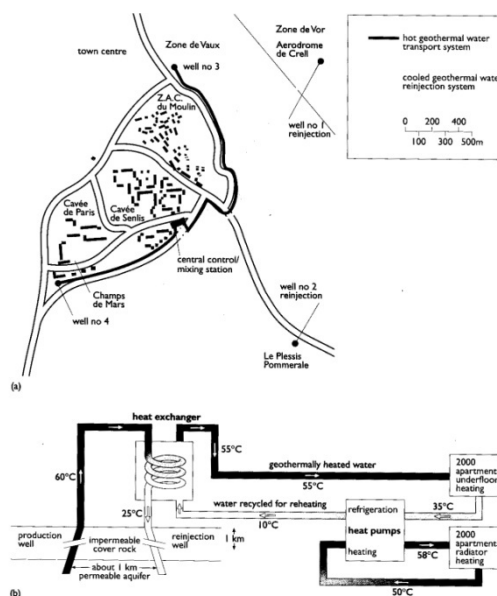 town centre
Zone de Vaux
well no 3
Zone de Vor
Aerodrome
de Crell
well no 1
reinjection
hot geothermal water
transport system
cooled geothermal water
reinjection system
0 200 400
100 300 500m
Z.A.C.
du Moulin
Cavée
de Paris
Cavée
de Senlis
central control/
mixing station
Champs
de Mars
well no 4
well no 2
reinjection
Le Plessis
Pommerale
(a)
heat exchanger
60°C
55°C
geothermally heated water
55°C
2000
apartment
underfloor
heating
25°C
water recycled for reheating
10°C
refrigeration
heat pumps
heating
35°C
production
well
impermeable
cover rock
reinjection
well
1 km
about 1 km
permeable aquifer
58°C
2000
apartment
radiator
heating
50°C
(b)